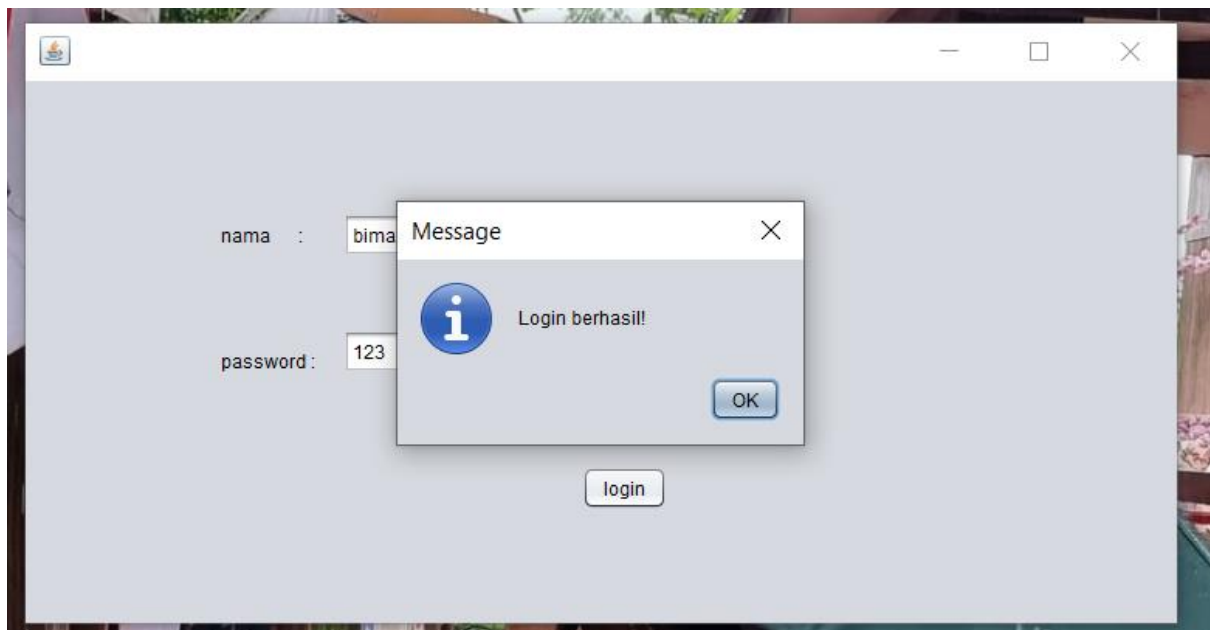 nama :
bima
Message
Login berhasil!
password :
123
OK
login